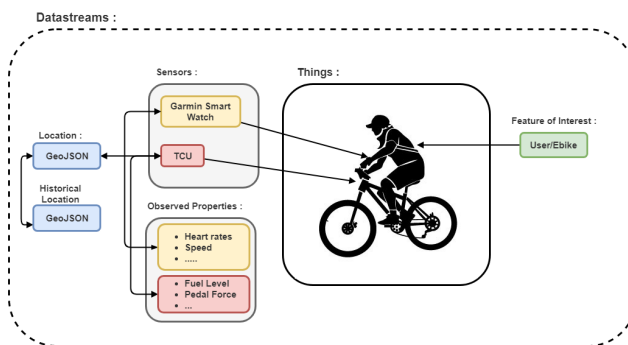 Datastreams :
Sensors :
Things :
Garmin Smart
Watch
Feature of Interest :
Location :
User/Ebike
GeoJSON
TCU
Historical
Location
GeoJSON
Observed Properties :
• Heart rates
• Speed
• .....
• Fuel Level
• Pedal Force
• ...